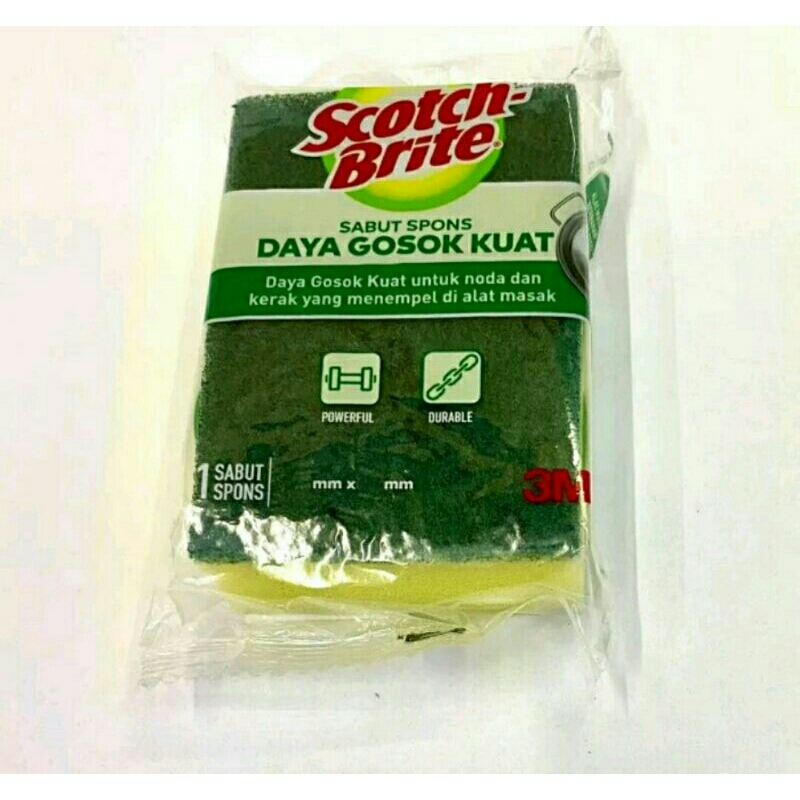 Scotch-
Brite
SABUT SPONS
DAYA GOSOK KUAT
Daya Gosok Kuat untuk noda dan
kerak yang menempel di alat masak
POWERFUL DURABLE
1 SABUT
SPONS
mm x mm
3M